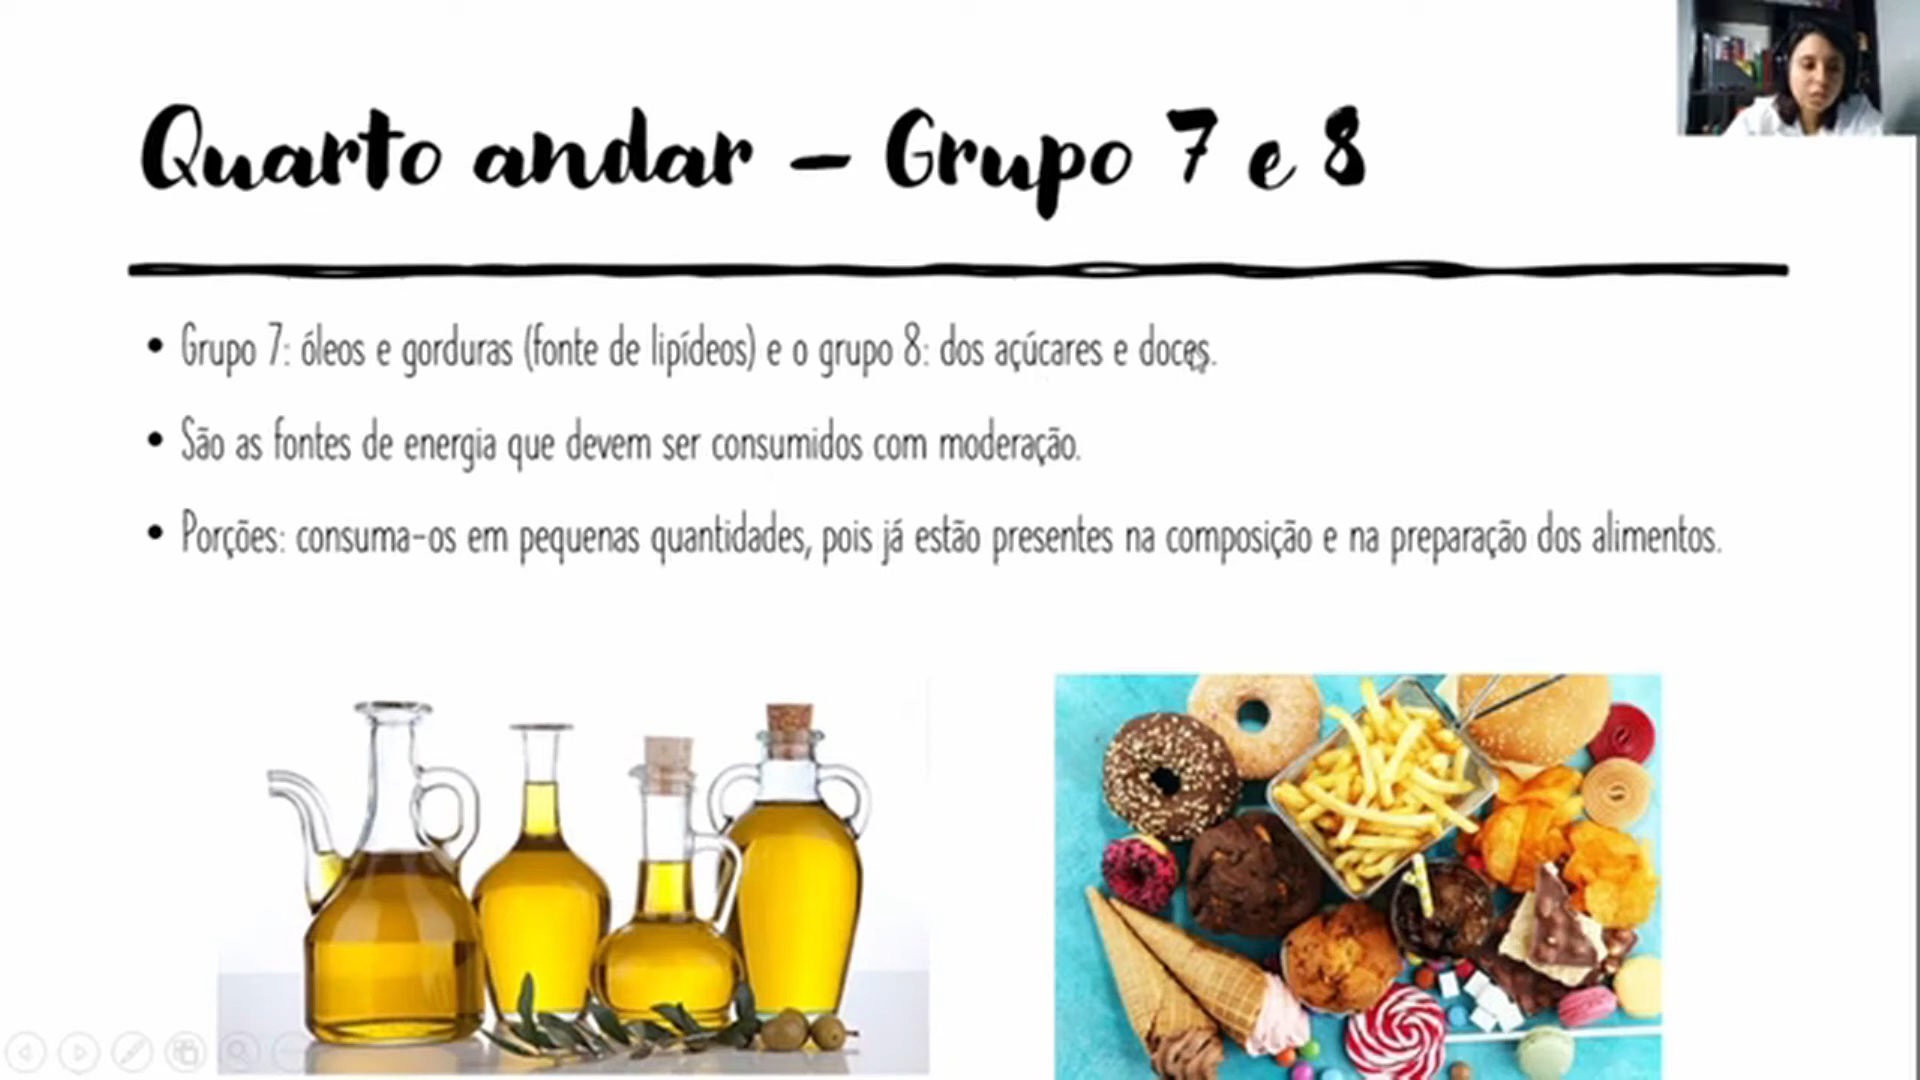 Quarto andar – Grupo 7 e 8
• Grupo 7: óleos e gorduras (fonte de lipídeos) e o grupo 8: dos açúcares e doces.
• São as fontes de energia que devem ser consumidos com moderação.
• Porções: consuma-os em pequenas quantidades, pois já estão presentes na composição e na preparação dos alimentos.